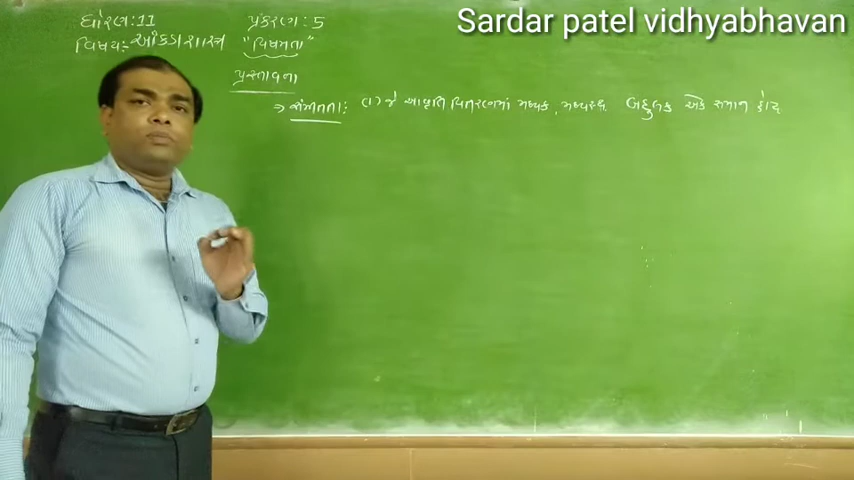 Sardar patel vidhyabhavan
ધોરણ:11 પ્રકરણ:5
વિષય:આંકડાશાસ્ત્ર "વિષમતા"
પ્રસ્તાવના
→ સંમિતતા: (૧) જે આવૃત્તિ વિતરણમાં મધ્યક, મધ્યસ્થ બહુલક એક સમાન હોય